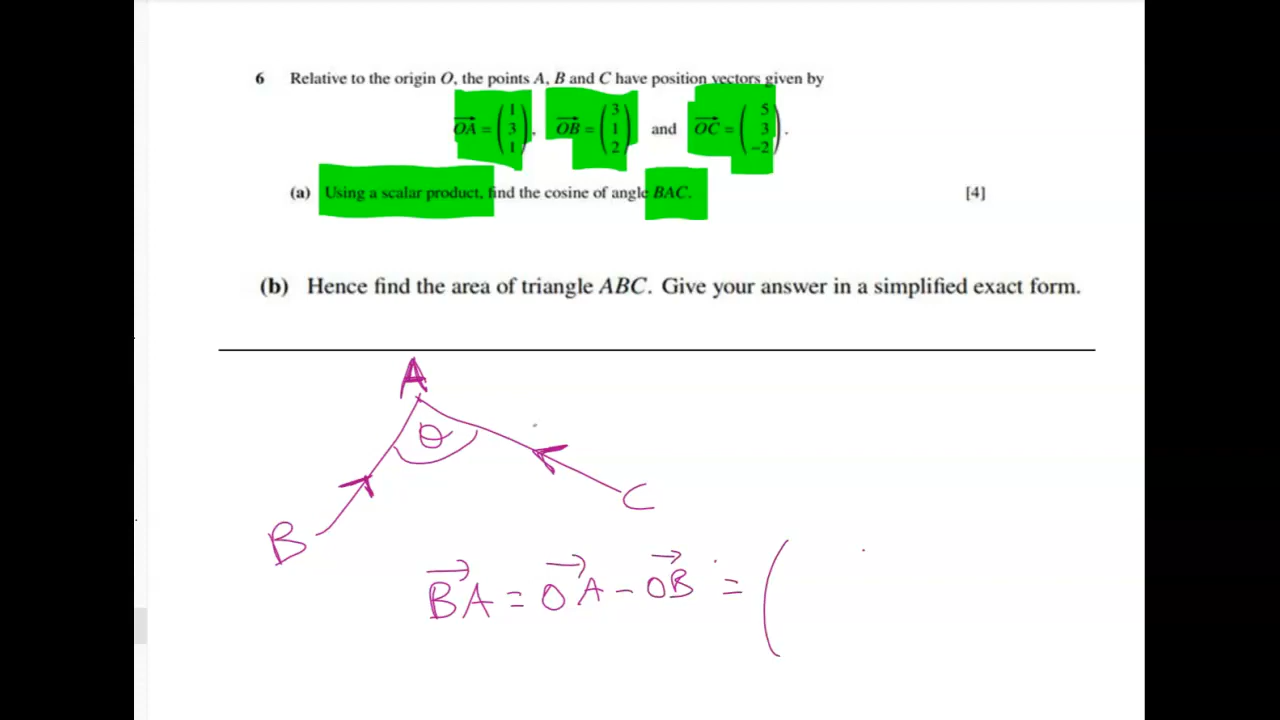 6 Relative to the origin O, the points A, B and C have position vectors given by
OA = (1 3 1), OB = (3 1 2) and OC = (5 3 −2).
(a) Using a scalar product, find the cosine of angle BAC. [4]
(b) Hence find the area of triangle ABC. Give your answer in a simplified exact form.
A
θ
C
B
BA = OA − OB = (